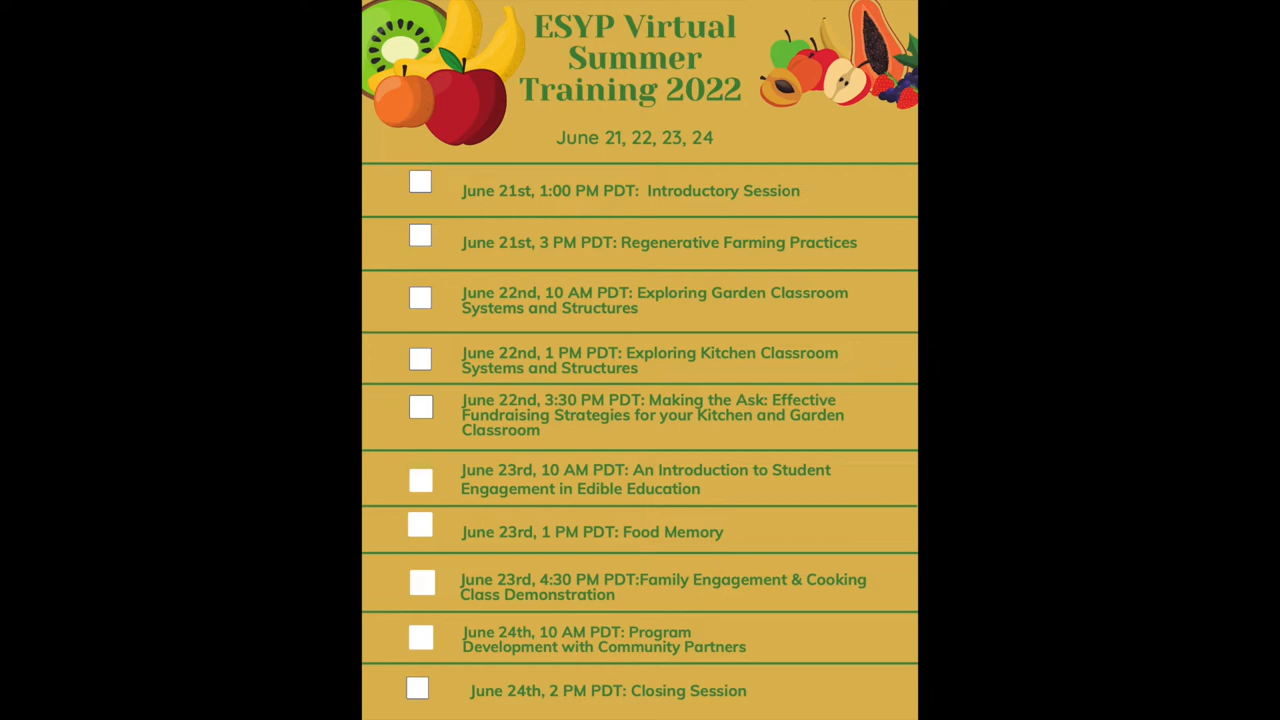 ESYP Virtual
Summer
Training 2022
June 21, 22, 23, 24
June 21st, 1:00 PM PDT:  Introductory Session
June 21st, 3 PM PDT: Regenerative Farming Practices
June 22nd, 10 AM PDT: Exploring Garden Classroom
Systems and Structures
June 22nd, 1 PM PDT: Exploring Kitchen Classroom
Systems and Structures
June 22nd, 3:30 PM PDT: Making the Ask: Effective
Fundraising Strategies for your Kitchen and Garden
Classroom
June 23rd, 10 AM PDT: An Introduction to Student
Engagement in Edible Education
June 23rd, 1 PM PDT: Food Memory
June 23rd, 4:30 PM PDT:Family Engagement & Cooking
Class Demonstration
June 24th, 10 AM PDT: Program
Development with Community Partners
June 24th, 2 PM PDT: Closing Session